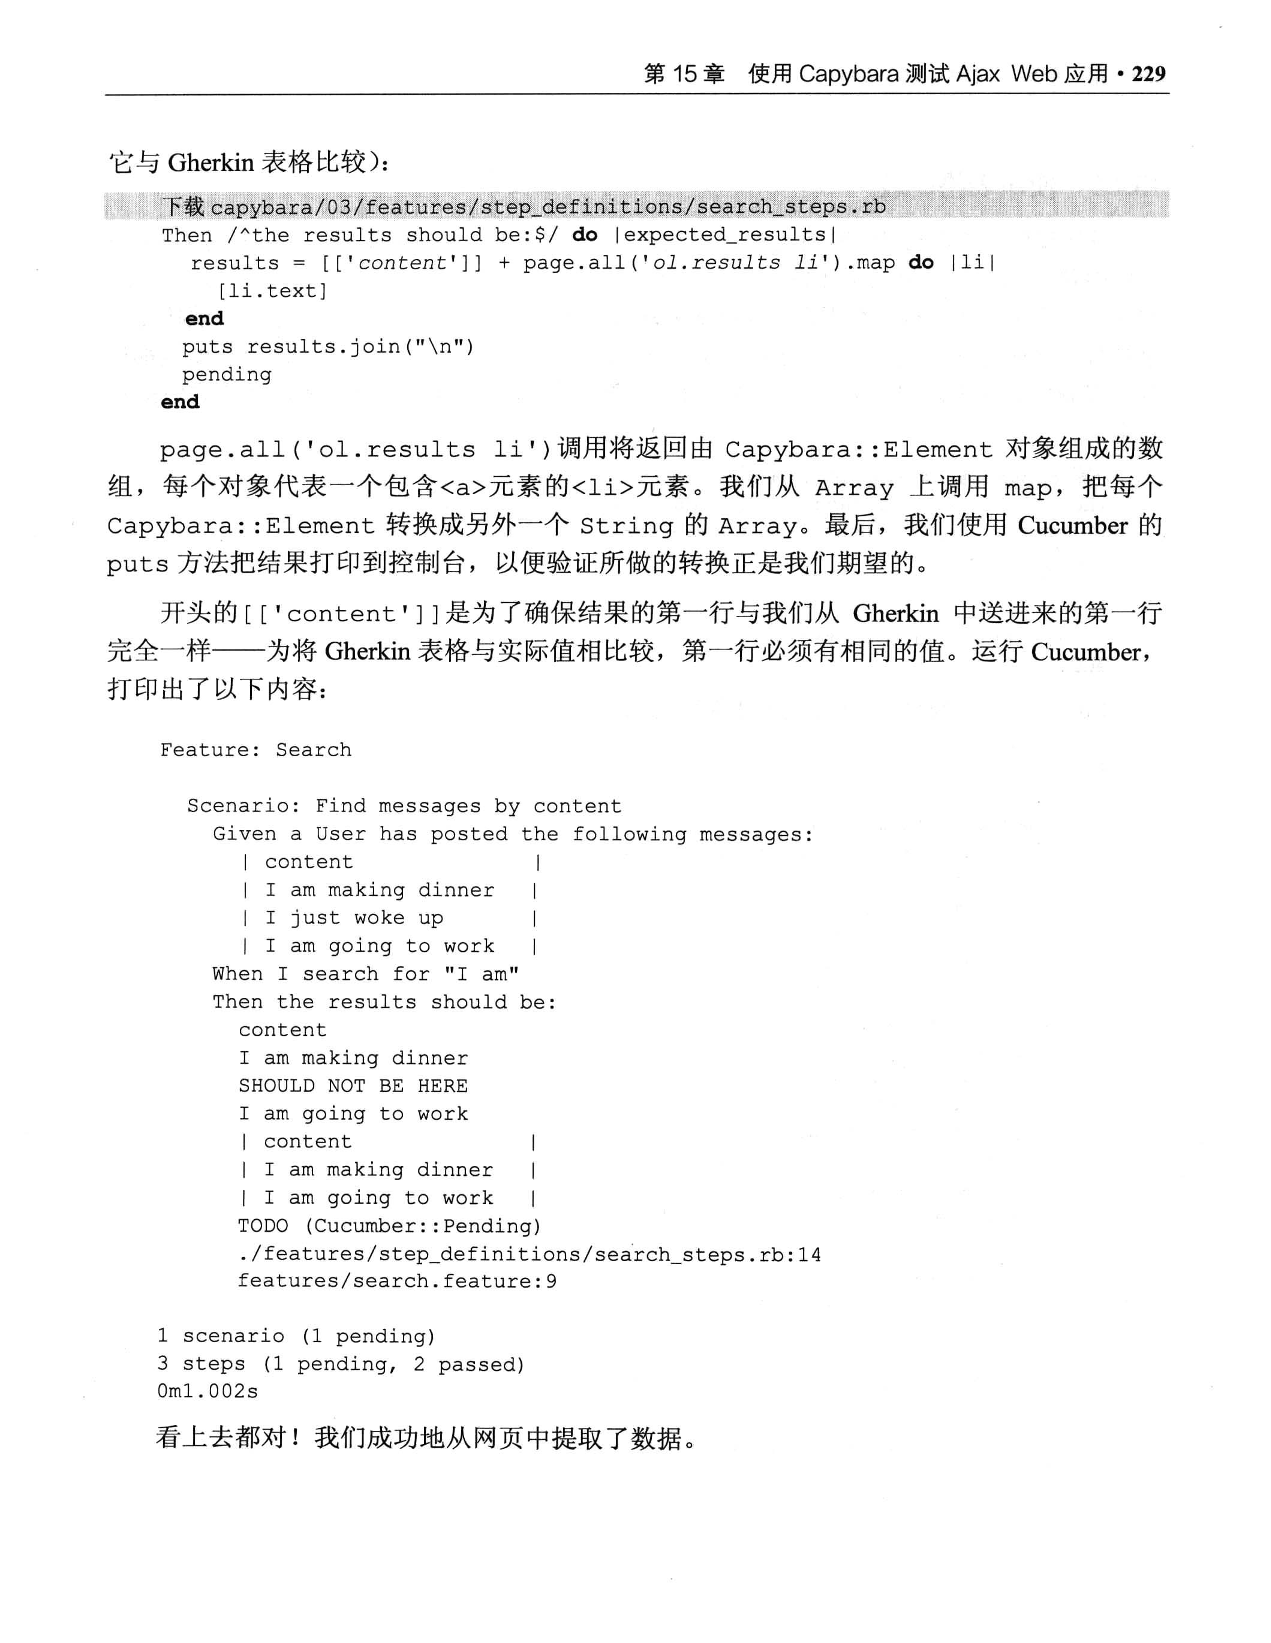 第 15 章　使用 Capybara 测试 Ajax Web 应用 • 229
它与 Gherkin 表格比较）：
下载 capybara/03/features/step_definitions/search_steps.rb
Then /^the results should be:$/ do |expected_results|
  results = [['content']] + page.all('ol.results li').map do |li|
    [li.text]
  end
  puts results.join("\n")
  pending
end
page.all('ol.results li')调用将返回由 Capybara::Element 对象组成的数
组，每个对象代表一个包含<a>元素的<li>元素。我们从 Array 上调用 map，把每个
Capybara::Element 转换成另外一个 String 的 Array。最后，我们使用 Cucumber 的
puts 方法把结果打印到控制台，以便验证所做的转换正是我们期望的。
开头的[['content']]是为了确保结果的第一行与我们从 Gherkin 中送进来的第一行
完全一样——为将 Gherkin 表格与实际值相比较，第一行必须有相同的值。运行 Cucumber，
打印出了以下内容：
Feature: Search
  Scenario: Find messages by content
    Given a User has posted the following messages:
      | content           |
      | I am making dinner |
      | I just woke up     |
      | I am going to work |
    When I search for "I am"
    Then the results should be:
      content
      I am making dinner
      SHOULD NOT BE HERE
      I am going to work
      | content            |
      | I am making dinner |
      | I am going to work |
      TODO (Cucumber::Pending)
      ./features/step_definitions/search_steps.rb:14
      features/search.feature:9
1 scenario (1 pending)
3 steps (1 pending, 2 passed)
0m1.002s
看上去都对！我们成功地从网页中提取了数据。